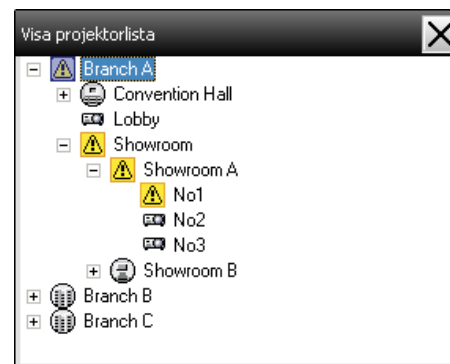 Visa projektorlista
Branch A
Convention Hall
Lobby
Showroom
Showroom A
No1
No2
No3
Showroom B
Branch B
Branch C